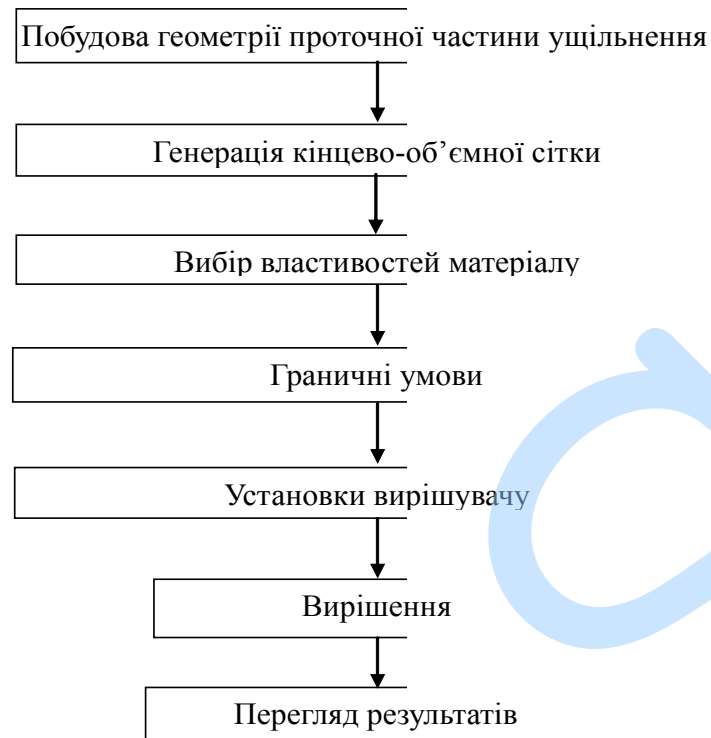 Побудова геометрії проточної частини ущільнення
Генерація кінцево-об’ємної сітки
Вибір властивостей матеріалу
Граничні умови
Установки вирішувачу
Вирішення
Перегляд результатів